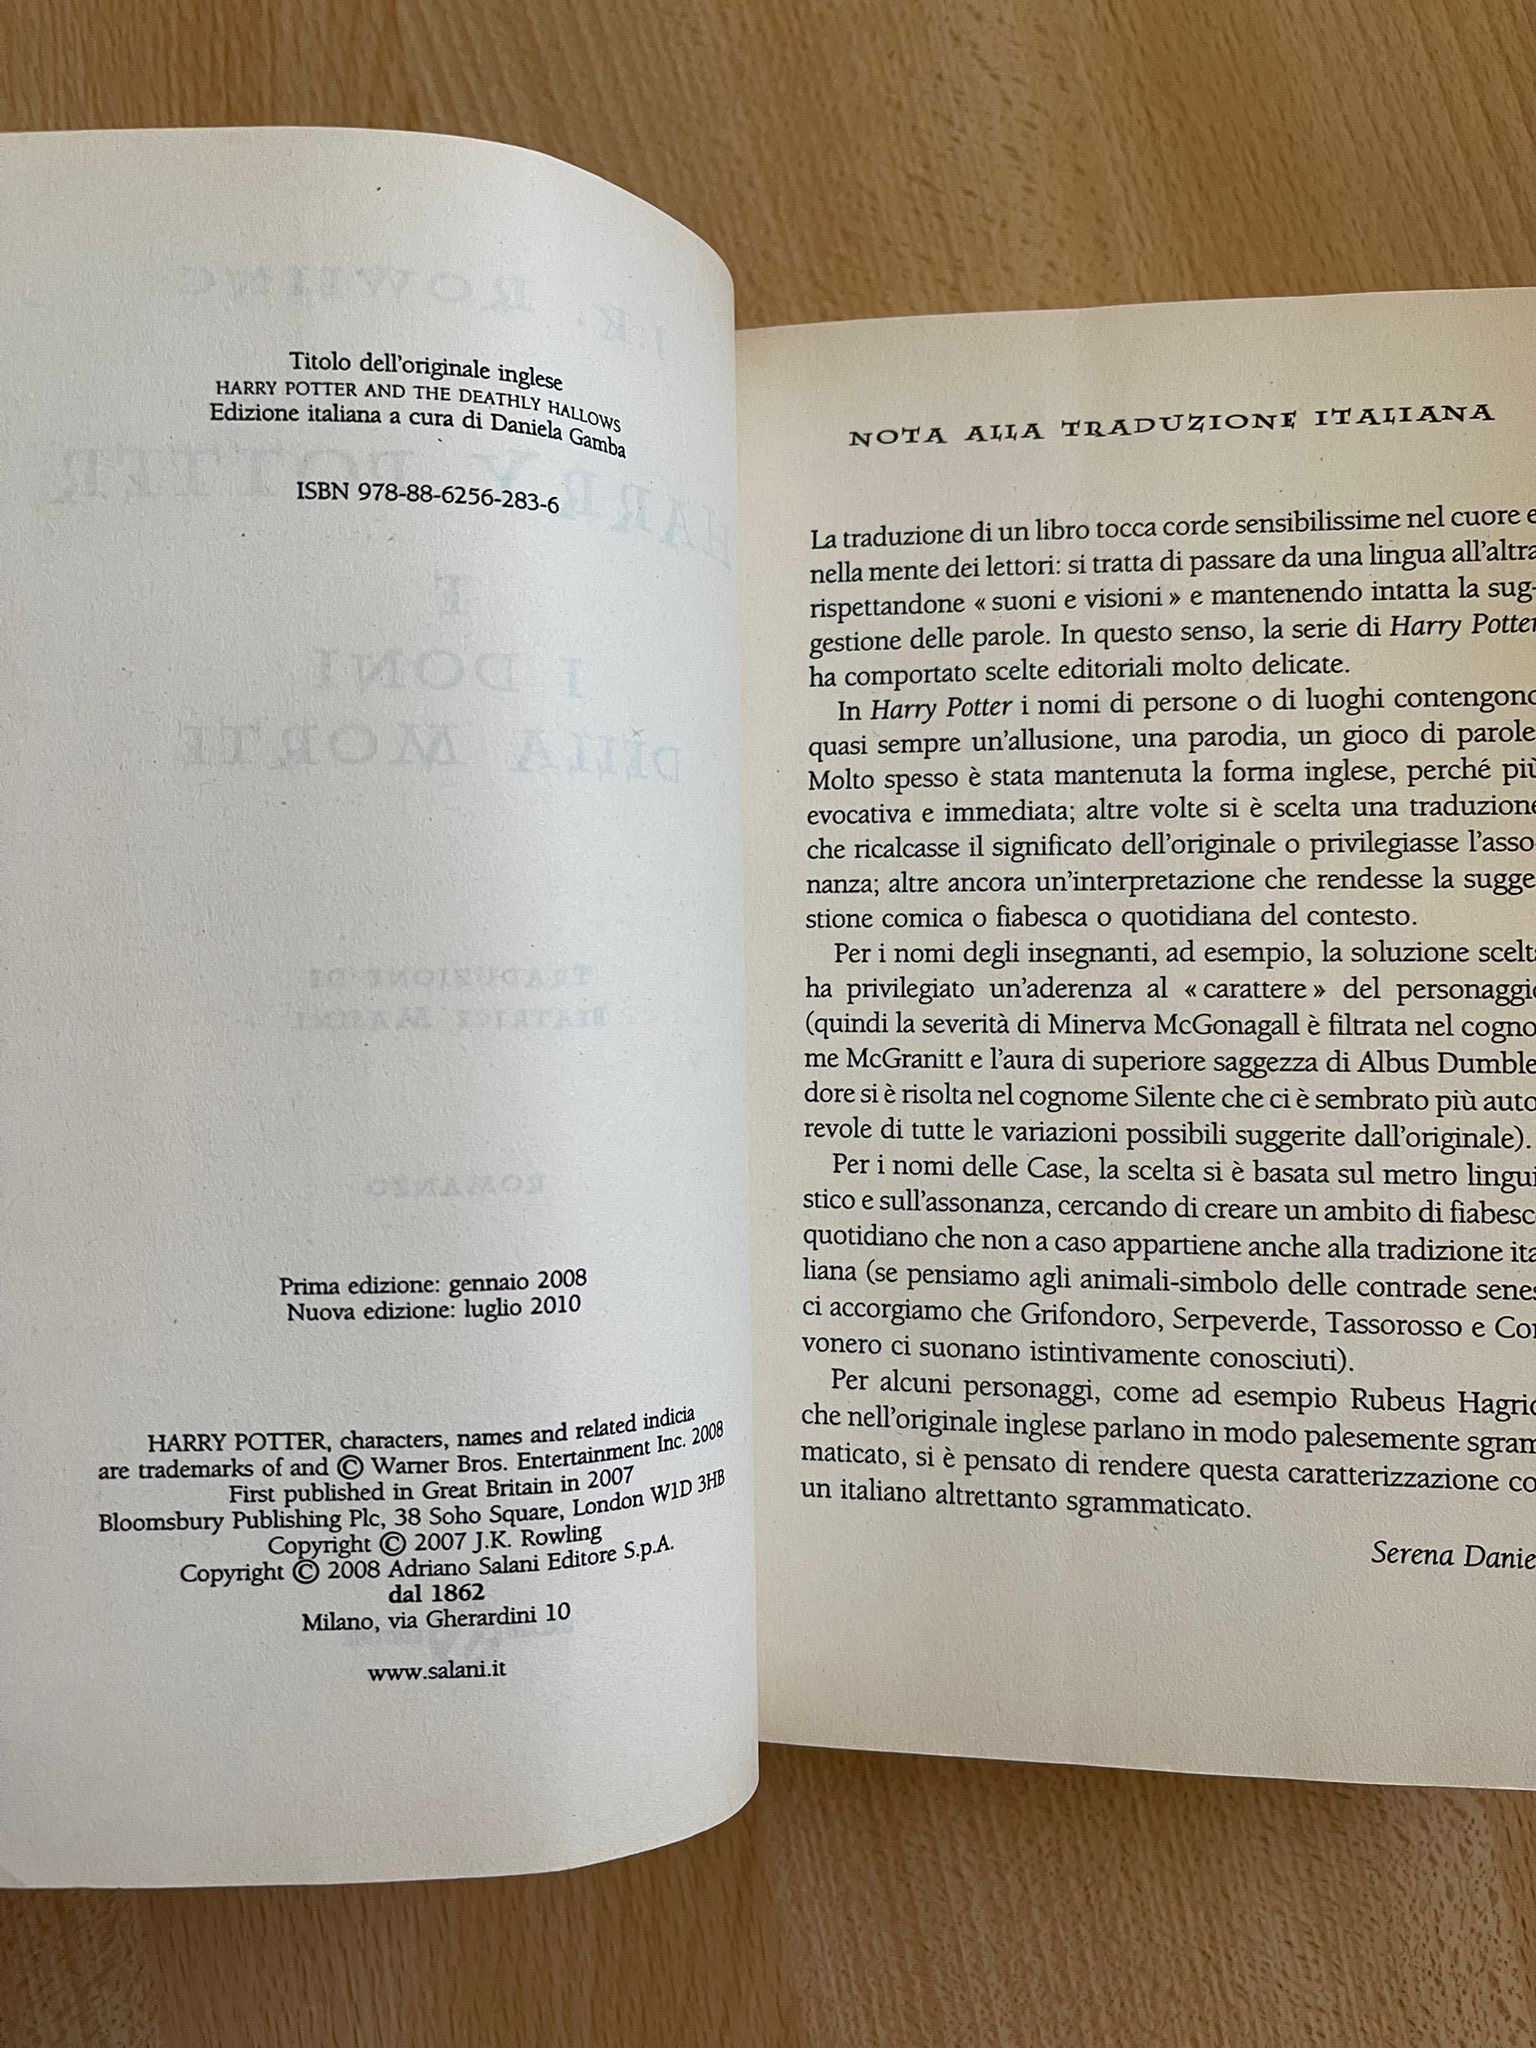 Titolo dell'originale inglese
HARRY POTTER AND THE DEATHLY HALLOWS
Edizione italiana a cura di Daniela Gamba
ISBN 978-88-6256-283-6
Prima edizione: gennaio 2008
Nuova edizione: luglio 2010
HARRY POTTER, characters, names and related indicia
are trademarks of and © Warner Bros. Entertainment Inc. 2008
First published in Great Britain in 2007
Bloomsbury Publishing Plc, 38 Soho Square, London W1D 3HB
Copyright © 2007 J.K. Rowling
Copyright © 2008 Adriano Salani Editore S.p.A.
dal 1862
Milano, via Gherardini 10
www.salani.it
NOTA ALLA TRADUZIONE ITALIANA
La traduzione di un libro tocca corde sensibilissime nel cuore e
nella mente dei lettori: si tratta di passare da una lingua all'altra
rispettandone «suoni e visioni» e mantenendo intatta la sug-
gestione delle parole. In questo senso, la serie di Harry Potter
ha comportato scelte editoriali molto delicate.
In Harry Potter i nomi di persone o di luoghi contengono
quasi sempre un'allusione, una parodia, un gioco di parole.
Molto spesso è stata mantenuta la forma inglese, perché più
evocativa e immediata; altre volte si è scelta una traduzione
che ricalcasse il significato dell'originale o privilegiasse l'asso-
nanza; altre ancora un'interpretazione che rendesse la sugge-
stione comica o fiabesca o quotidiana del contesto.
Per i nomi degli insegnanti, ad esempio, la soluzione scelta
ha privilegiato un'aderenza al «carattere» del personaggio
(quindi la severità di Minerva McGonagall è filtrata nel cogno-
me McGranitt e l'aura di superiore saggezza di Albus Dumble-
dore si è risolta nel cognome Silente che ci è sembrato più auto-
revole di tutte le variazioni possibili suggerite dall'originale).
Per i nomi delle Case, la scelta si è basata sul metro lingui
stico e sull'assonanza, cercando di creare un ambito di fiabesc
quotidiano che non a caso appartiene anche alla tradizione ita
liana (se pensiamo agli animali-simbolo delle contrade senes
ci accorgiamo che Grifondoro, Serpeverde, Tassorosso e Cor
vonero ci suonano istintivamente conosciuti).
Per alcuni personaggi, come ad esempio Rubeus Hagrid
che nell'originale inglese parlano in modo palesemente sgram
maticato, si è pensato di rendere questa caratterizzazione co
un italiano altrettanto sgrammaticato.
Serena Danie